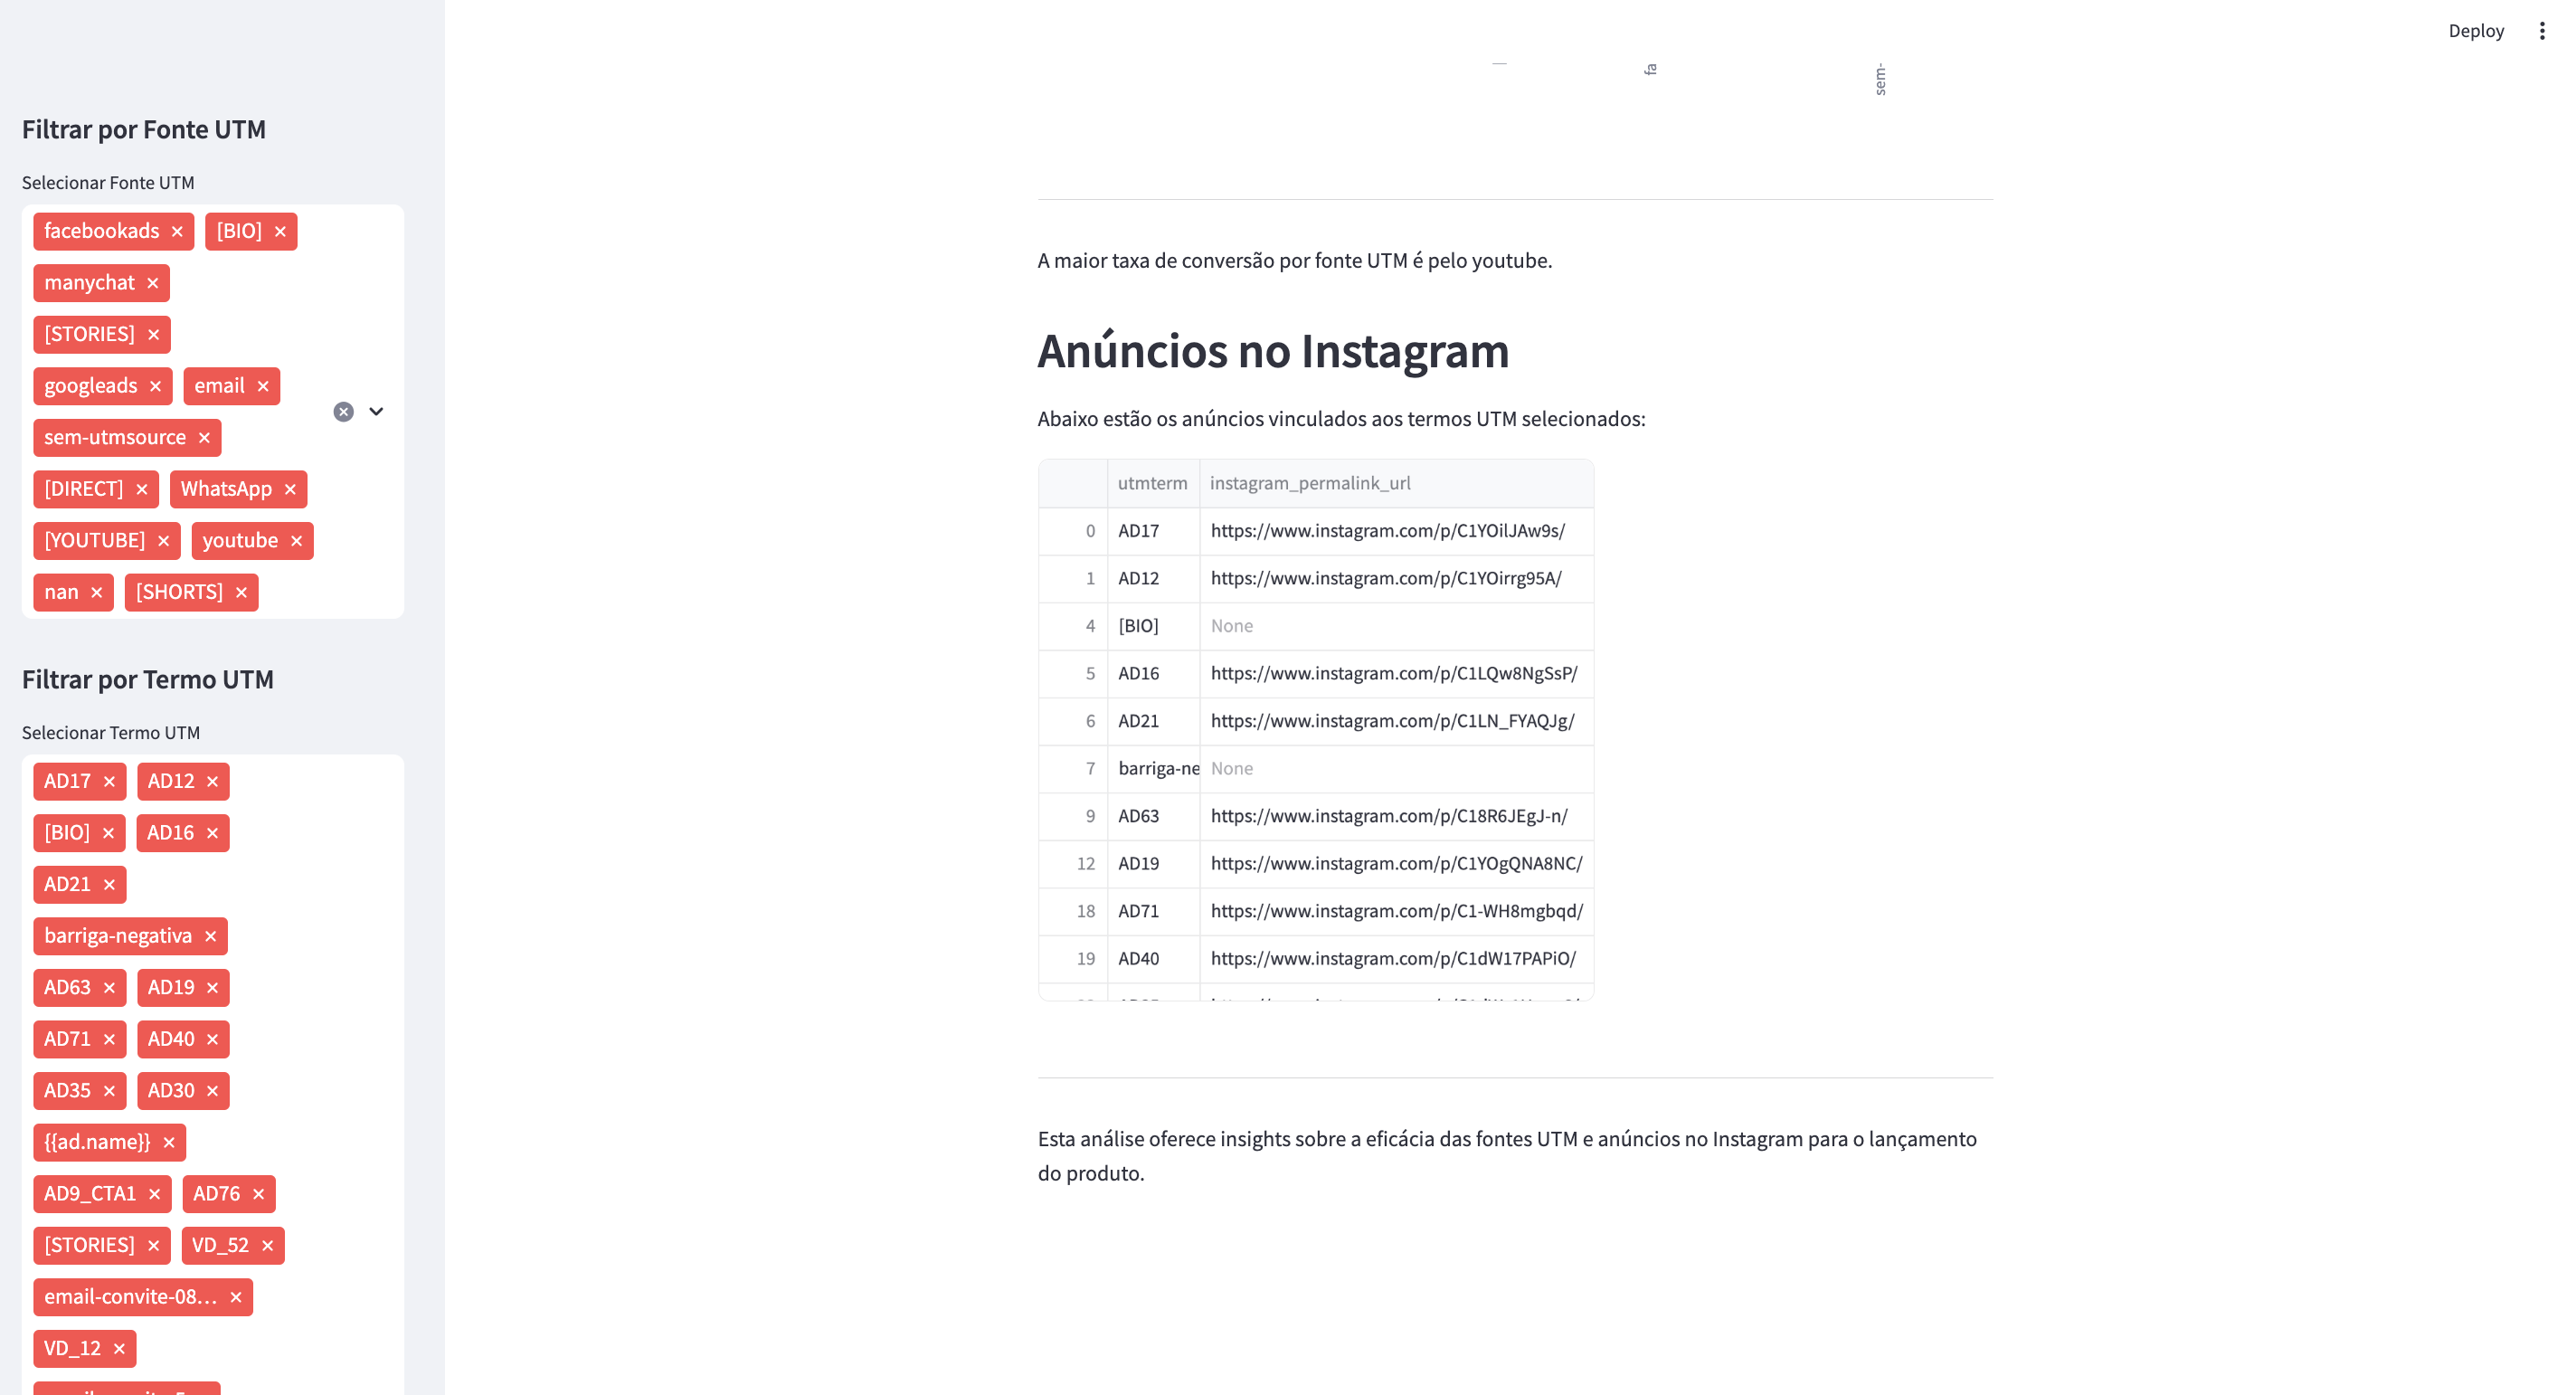 Deploy
fa
sem-
Filtrar por Fonte UTM
Selecionar Fonte UTM
facebookads × [BIO] ×
manychat ×
[STORIES] ×
googleads × email ×
sem-utmsource ×
[DIRECT] × WhatsApp ×
[YOUTUBE] × youtube ×
nan × [SHORTS] ×
Filtrar por Termo UTM
Selecionar Termo UTM
AD17 × AD12 ×
[BIO] × AD16 ×
AD21 ×
barriga-negativa ×
AD63 × AD19 ×
AD71 × AD40 ×
AD35 × AD30 ×
{{ad.name}} ×
AD9_CTA1 × AD76 ×
[STORIES] × VD_52 ×
email-convite-08... ×
VD_12 ×
A maior taxa de conversão por fonte UTM é pelo youtube.
Anúncios no Instagram
Abaixo estão os anúncios vinculados aos termos UTM selecionados:
utmterm instagram_permalink_url
0 AD17 https://www.instagram.com/p/C1YOilJAw9s/
1 AD12 https://www.instagram.com/p/C1YOirrg95A/
4 [BIO] None
5 AD16 https://www.instagram.com/p/C1LQw8NgSsP/
6 AD21 https://www.instagram.com/p/C1LN_FYAQJg/
7 barriga-ne None
9 AD63 https://www.instagram.com/p/C18R6JEgJ-n/
12 AD19 https://www.instagram.com/p/C1YOgQNA8NC/
18 AD71 https://www.instagram.com/p/C1-WH8mgbqd/
19 AD40 https://www.instagram.com/p/C1dW17PAPiO/
Esta análise oferece insights sobre a eficácia das fontes UTM e anúncios no Instagram para o lançamento
do produto.